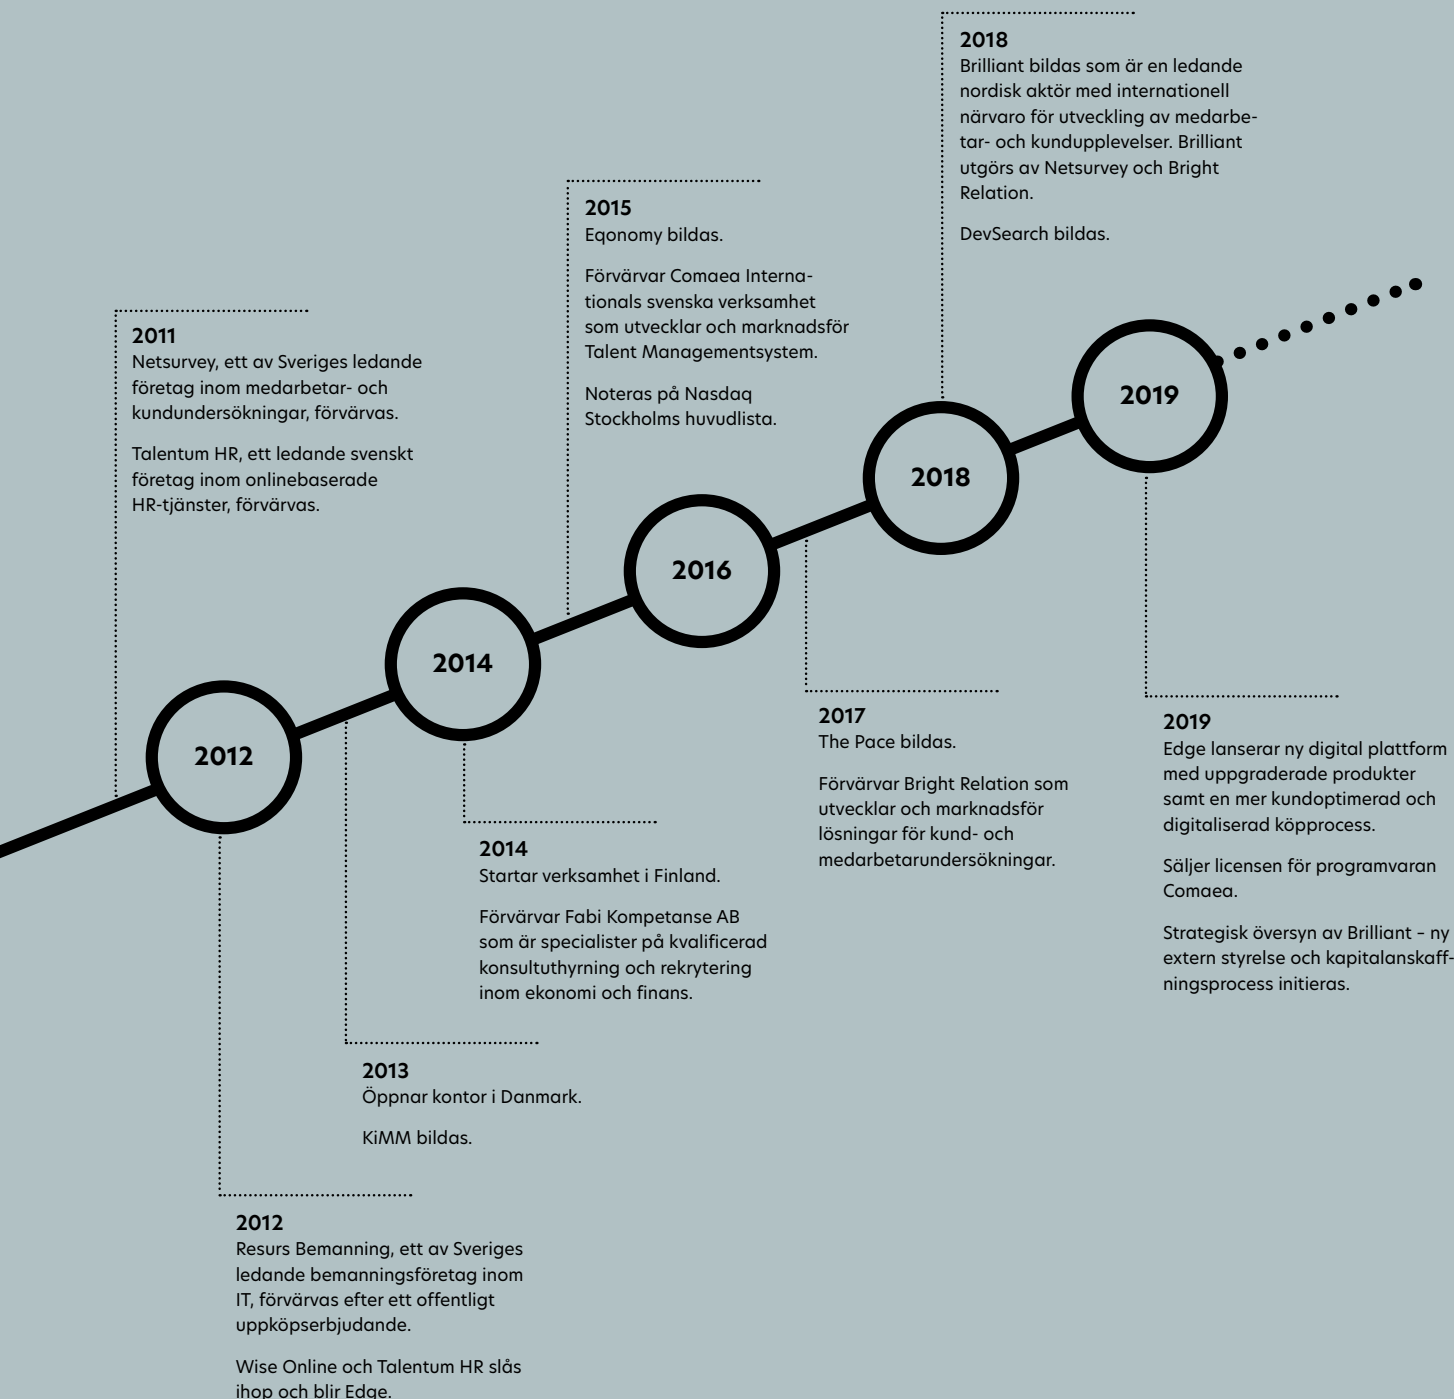 2018
Brilliant bildas som är en ledande
nordisk aktör med internationell
närvaro för utveckling av medarbe-
tar- och kundupplevelser. Brilliant
utgörs av Netsurvey och Bright
Relation.
DevSearch bildas.
2015
Eqonomy bildas.
Förvärvar Comaea Interna-
tionals svenska verksamhet
som utvecklar och marknadsför
Talent Managementsystem.
Noteras på Nasdaq
Stockholms huvudlista.
2011
Netsurvey, ett av Sveriges ledande
företag inom medarbetar- och
kundundersökningar, förvärvas.
Talentum HR, ett ledande svenskt
företag inom onlinebaserade
HR-tjänster, förvärvas.
2019
2018
2016
2014
2012
2017
The Pace bildas.
Förvärvar Bright Relation som
utvecklar och marknadsför
lösningar för kund- och
medarbetarundersökningar.
2019
Edge lanserar ny digital plattform
med uppgraderade produkter
samt en mer kundoptimerad och
digitaliserad köpprocess.
Säljer licensen för programvaran
Comaea.
Strategisk översyn av Brilliant – ny
extern styrelse och kapitalanskaff-
ningsprocess initieras.
2014
Startar verksamhet i Finland.
Förvärvar Fabi Kompetanse AB
som är specialister på kvalificerad
konsultuthyrning och rekrytering
inom ekonomi och finans.
2013
Öppnar kontor i Danmark.
KiMM bildas.
2012
Resurs Bemanning, ett av Sveriges
ledande bemanningsföretag inom
IT, förvärvas efter ett offentligt
uppköpserbjudande.
Wise Online och Talentum HR slås
ihop och blir Edge.